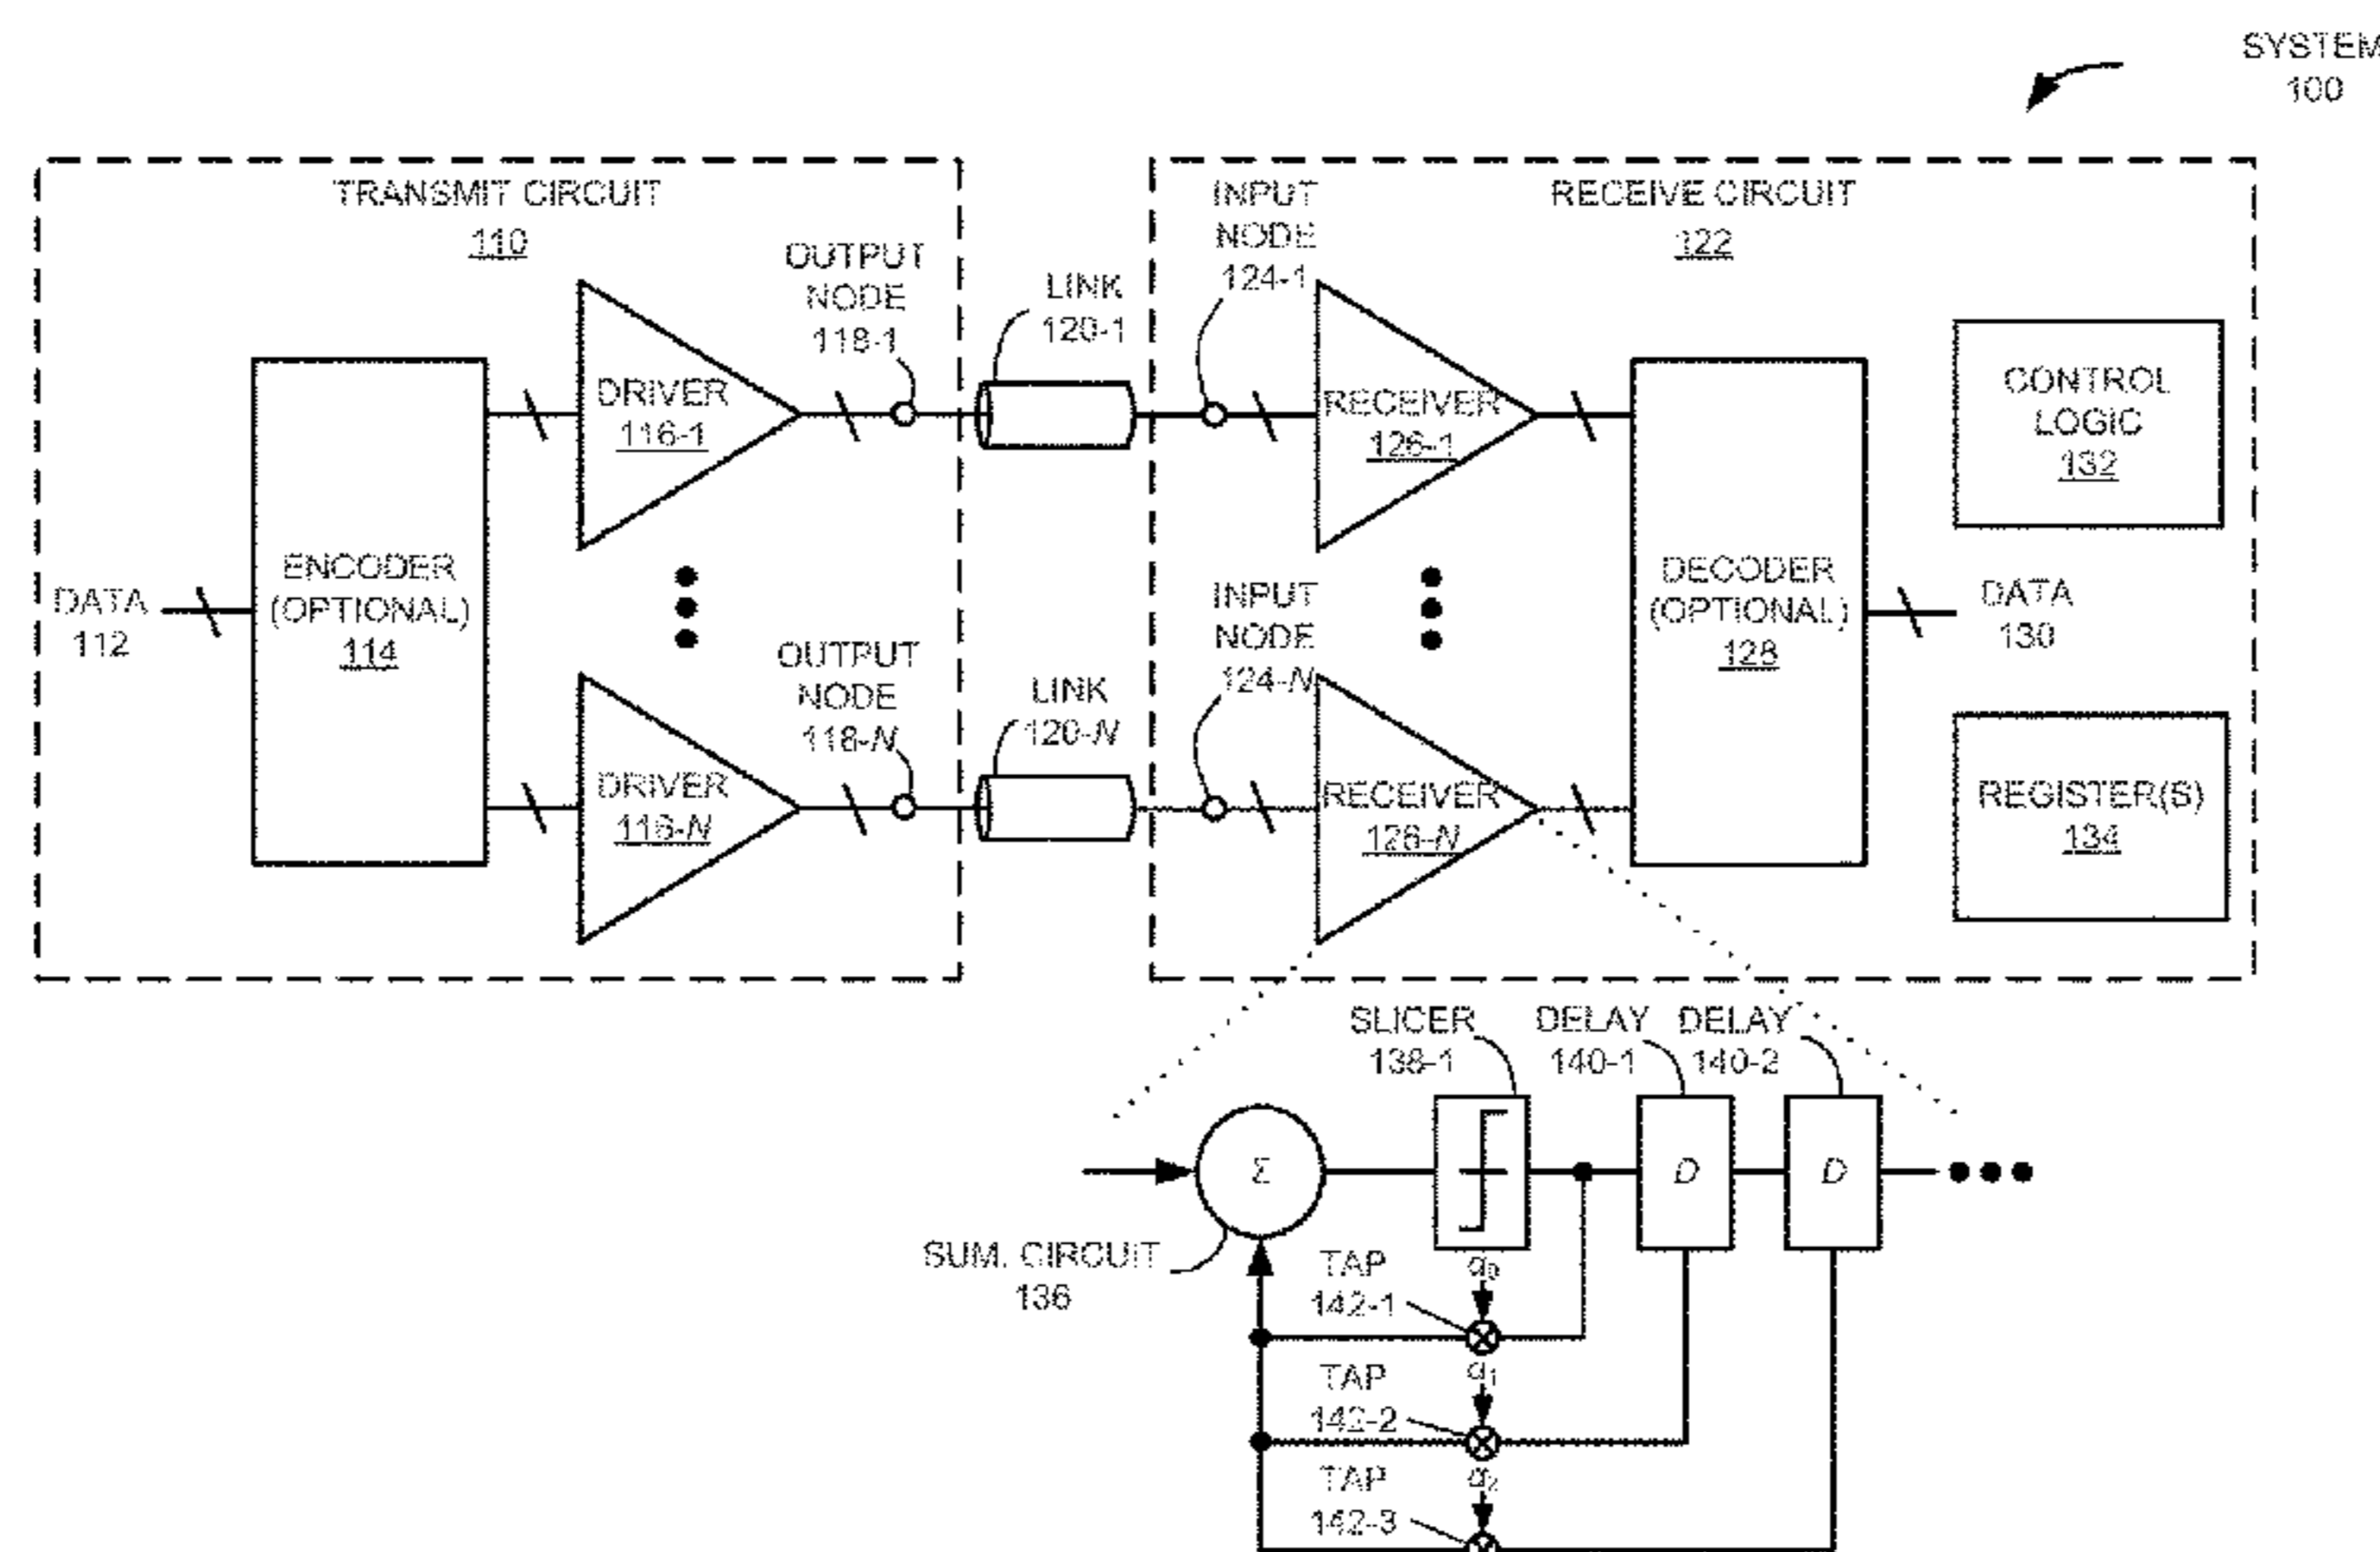 SYSTEM
100
TRANSMIT CIRCUIT
110
RECEIVE CIRCUIT
122
OUTPUT
NODE
118-1
LINK
120-1
INPUT
NODE
124-1
DRIVER
116-1
RECEIVER
126-1
CONTROL
LOGIC
132
DATA
112
ENCODER
(OPTIONAL)
114
DECODER
(OPTIONAL)
128
DATA
130
OUTPUT
NODE
118-N
LINK
120-N
INPUT
NODE
124-N
DRIVER
116-N
RECEIVER
126-N
REGISTER(S)
134
SLICER
138-1
DELAY
140-1
DELAY
140-2
Σ
D
D
SUM. CIRCUIT
136
TAP
142-1
α0
TAP
142-2
α1
TAP
142-3
α2